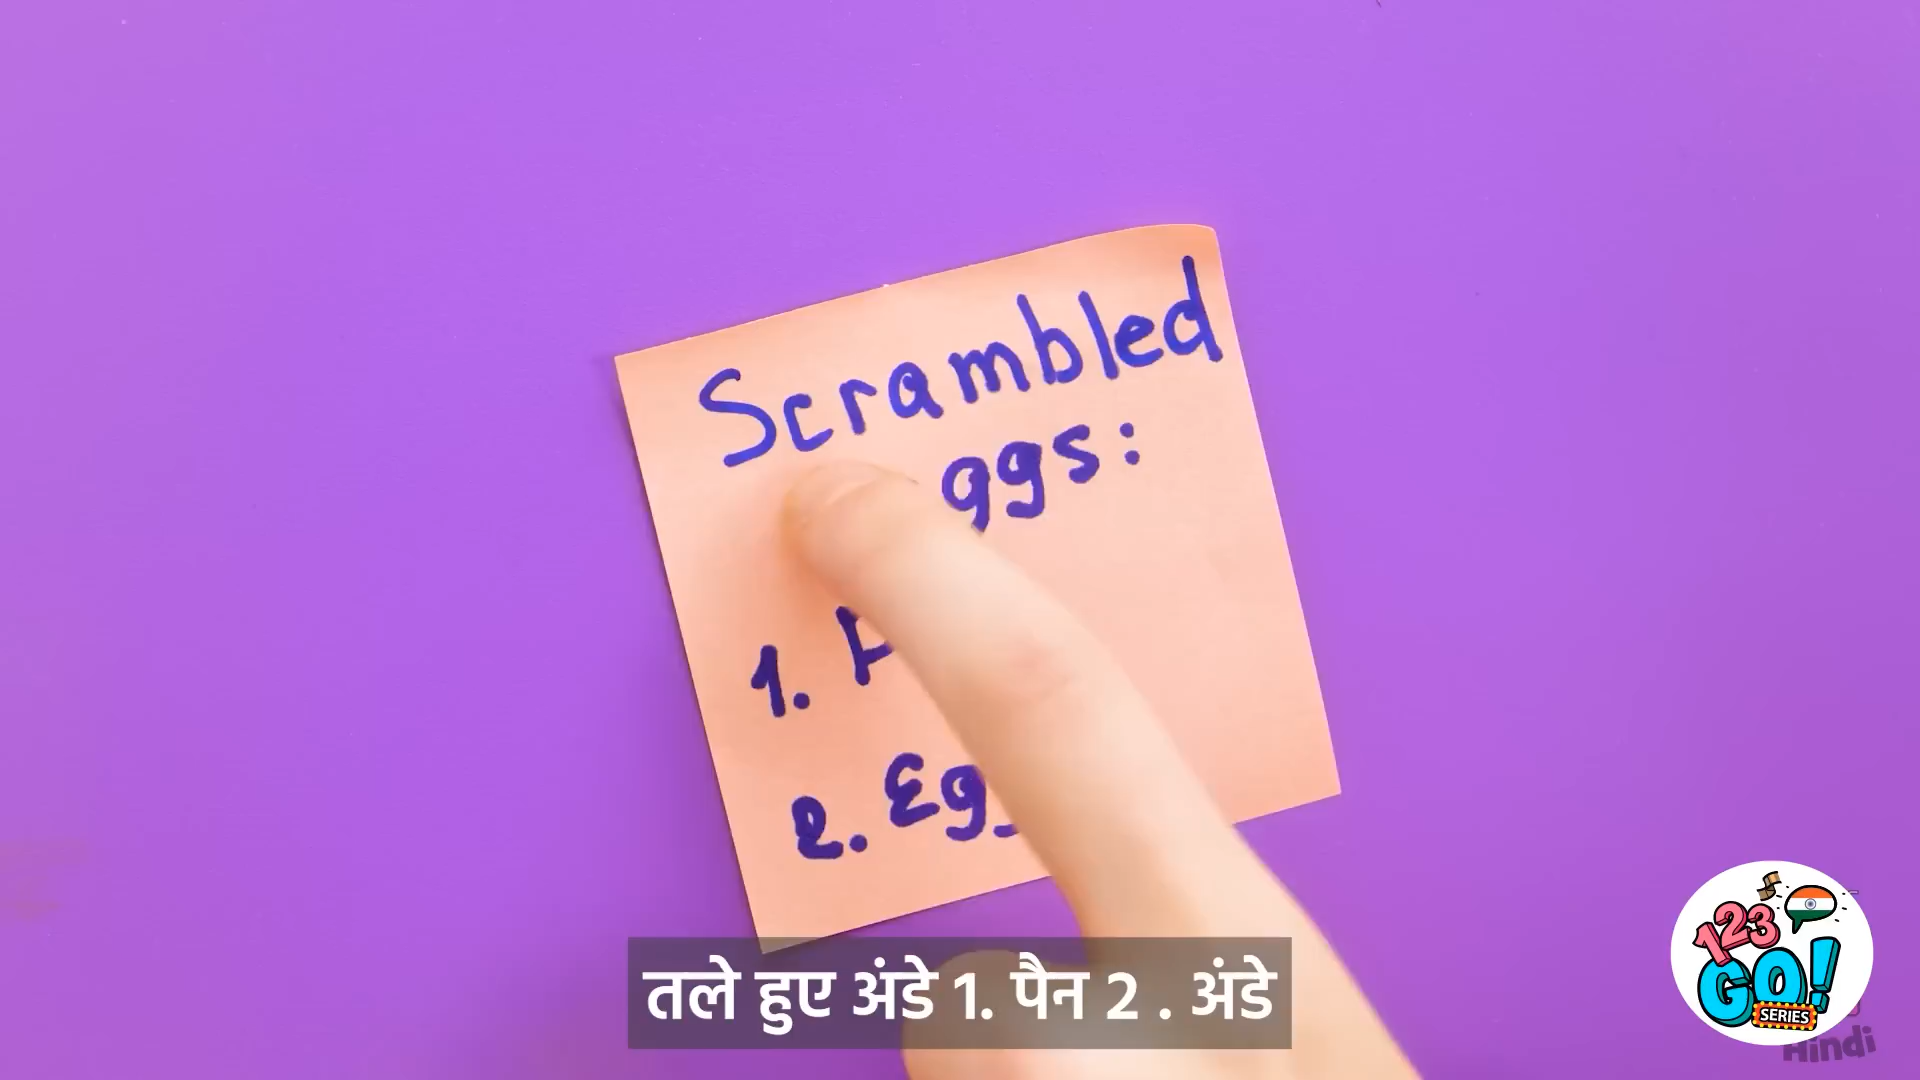 Scrambled
ggs:
1.
2. Eg
तले हुए अंडे 1. पैन 2 . अंडे
123
GO!
SERIES
Hindi